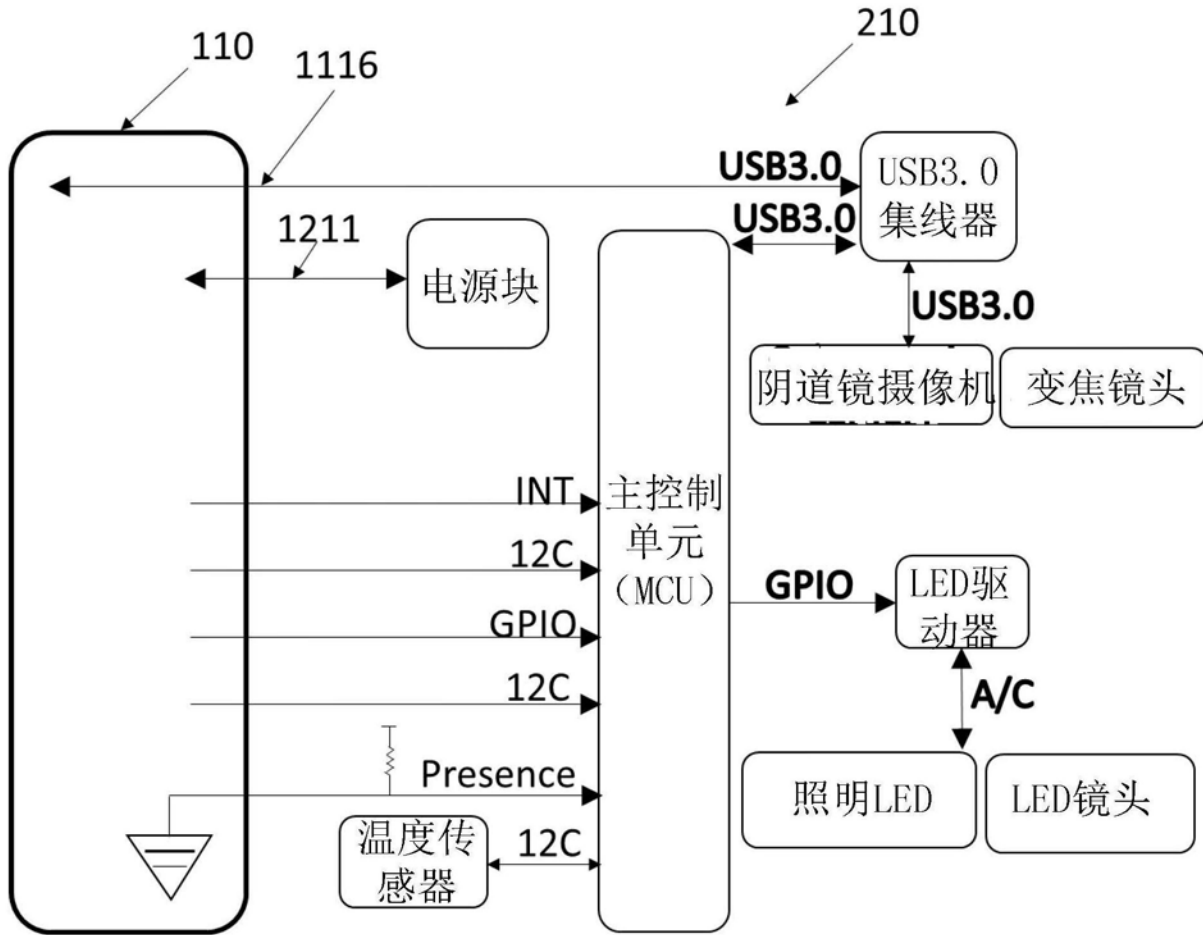 210
110
1116
USB3.0
USB3.0
集线器
USB3.0
1211
电源块
USB3.0
阴道镜摄像机
变焦镜头
INT
主控制
单元
（MCU）
12C
GPIO
LED驱
动器
GPIO
12C
A/C
Presence
照明LED
LED镜头
温度传
感器
12C